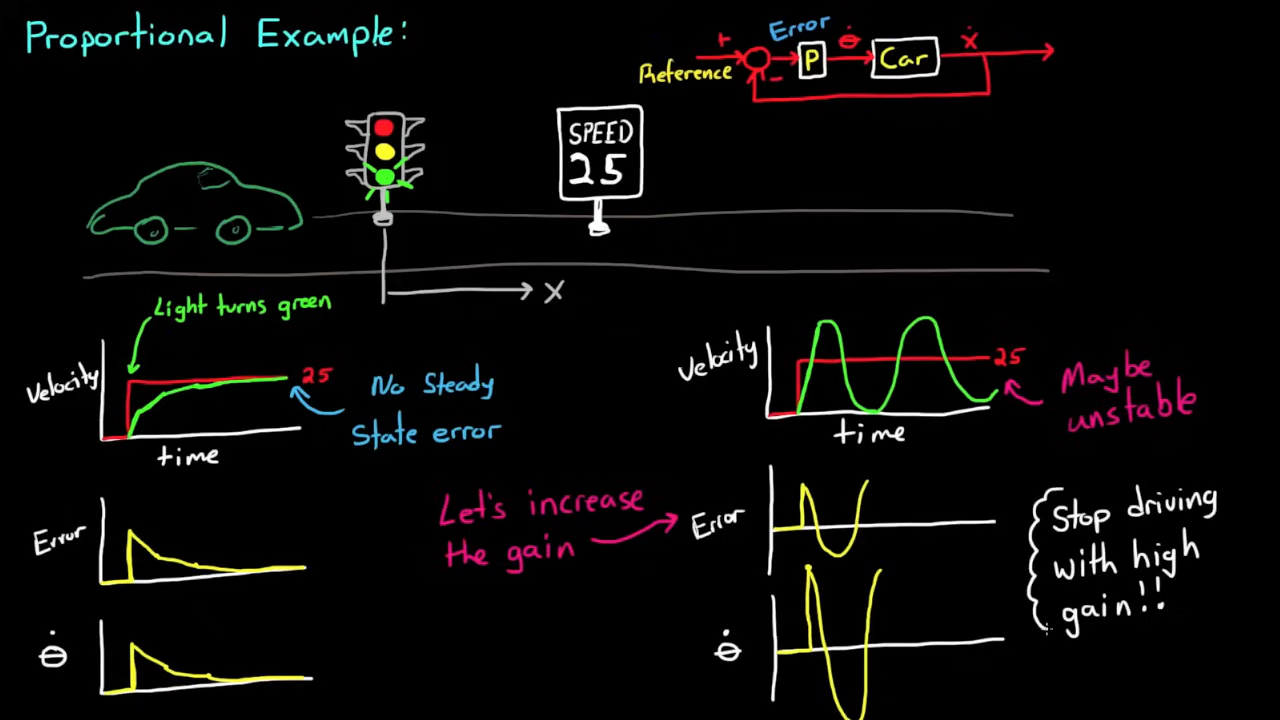 Proportional Example:
Error
+
Reference
-
P
θ̇
Car
ẋ
SPEED
25
X
Light turns green
Velocity
25
time
No Steady
State error
Velocity
25
time
Maybe
unstable
Error
Let's increase
the gain
Error
Stop driving
with high
gain!!
θ̇
θ̇